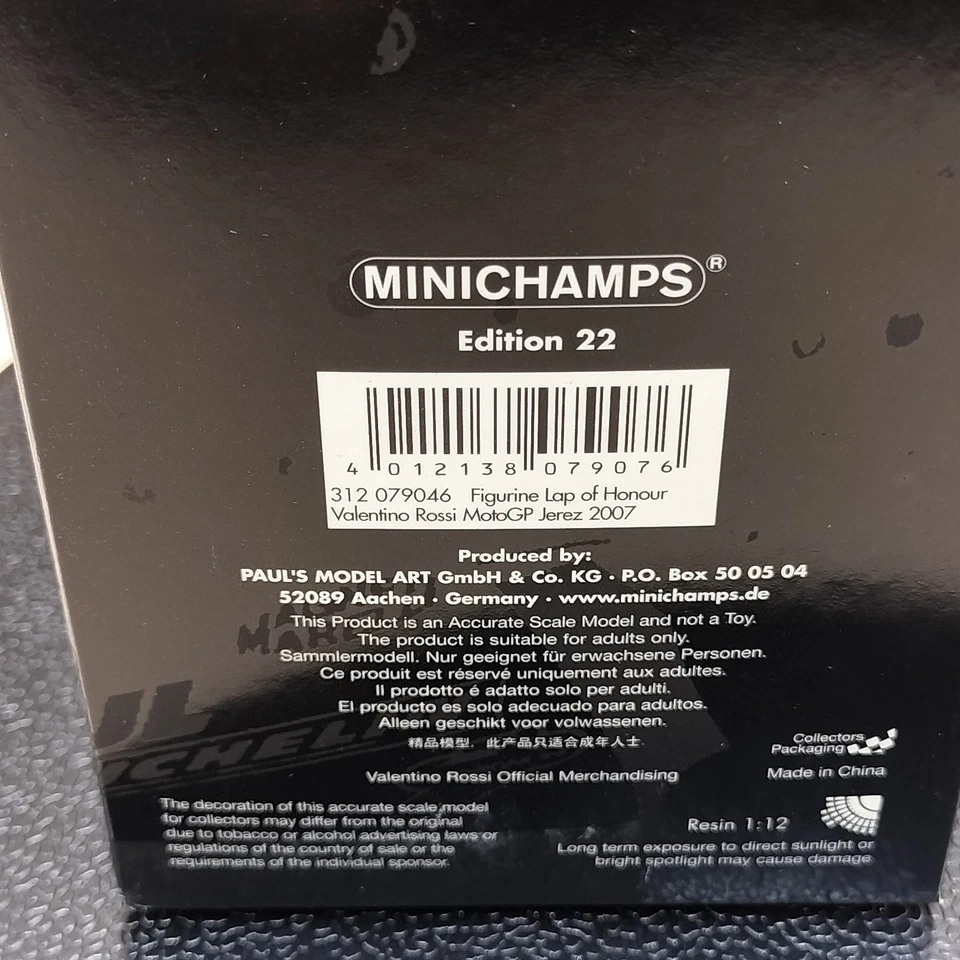 MINICHAMPS®
Edition 22
4 012138 079076
312 079046 Figurine Lap of Honour
Valentino Rossi MotoGP Jerez 2007
Produced by:
PAUL'S MODEL ART GmbH & Co. KG · P.O. Box 50 05 04
52089 Aachen · Germany · www.minichamps.de
This Product is an Accurate Scale Model and not a Toy.
The product is suitable for adults only.
Sammlermodell. Nur geeignet für erwachsene Personen.
Ce produit est réservé uniquement aux adultes.
Il prodotto é adatto solo per adulti.
El producto es solo adecuado para adultos.
Alleen geschikt voor volwassenen.
精品模型, 此产品只适合成年人士.
Collectors
Packaging
Valentino Rossi Official Merchandising
Made in China
The decoration of this accurate scale model
for collectors may differ from the original
due to tobacco or alcohol advertising laws or
regulations of the country of sale or the
requirements of the individual sponsor.
Resin 1:12
Long term exposure to direct sunlight or
bright spotlight may cause damage